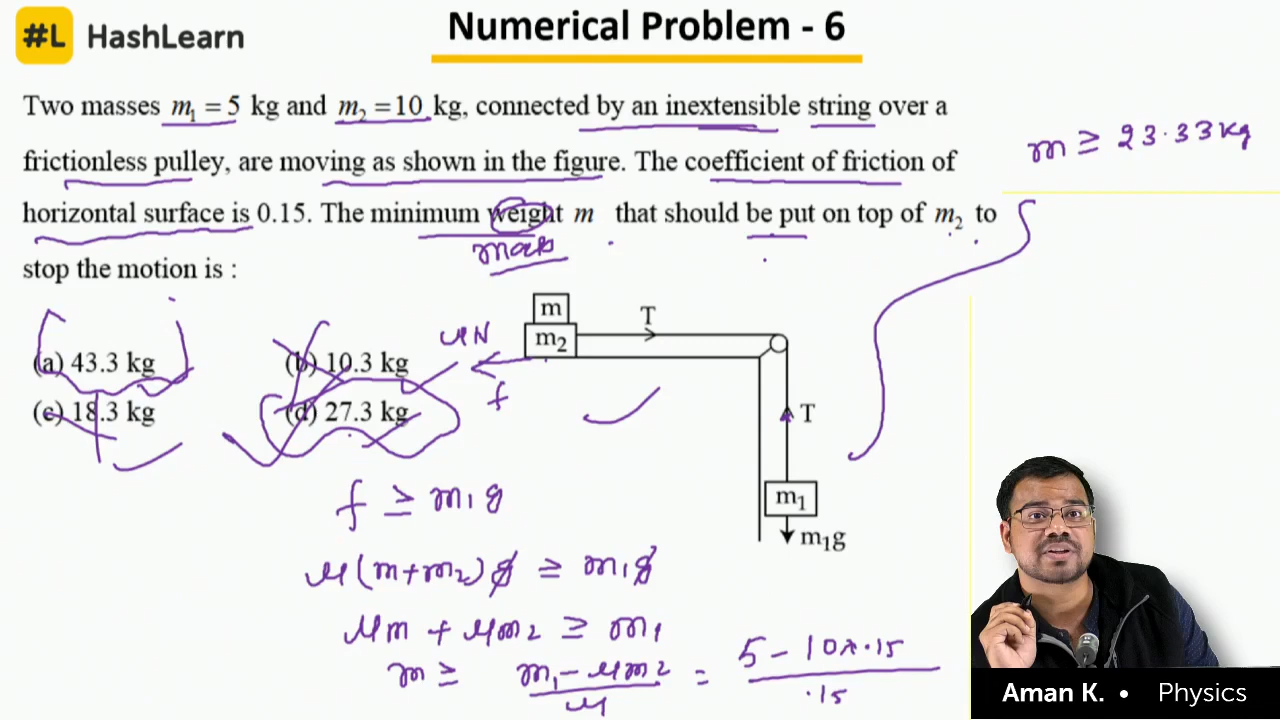 #L HashLearn
Numerical Problem - 6
Two masses m₁ = 5 kg and m₂ = 10 kg, connected by an inextensible string over a
frictionless pulley, are moving as shown in the figure. The coefficient of friction of
horizontal surface is 0.15. The minimum weight m that should be put on top of m₂ to
mass
stop the motion is :
m ≥ 23.33 kg
(a) 43.3 kg
(b) 10.3 kg
(c) 18.3 kg
(d) 27.3 kg
μN
f
m
m₂
T
T
m₁
m₁g
f ≥ m₁g
μ(m+m₂)g ≥ m₁g
μm + μm₂ ≥ m₁
m ≥ m₁-μm₂/μ = 5-10×.15/.15
Aman K. • Physics